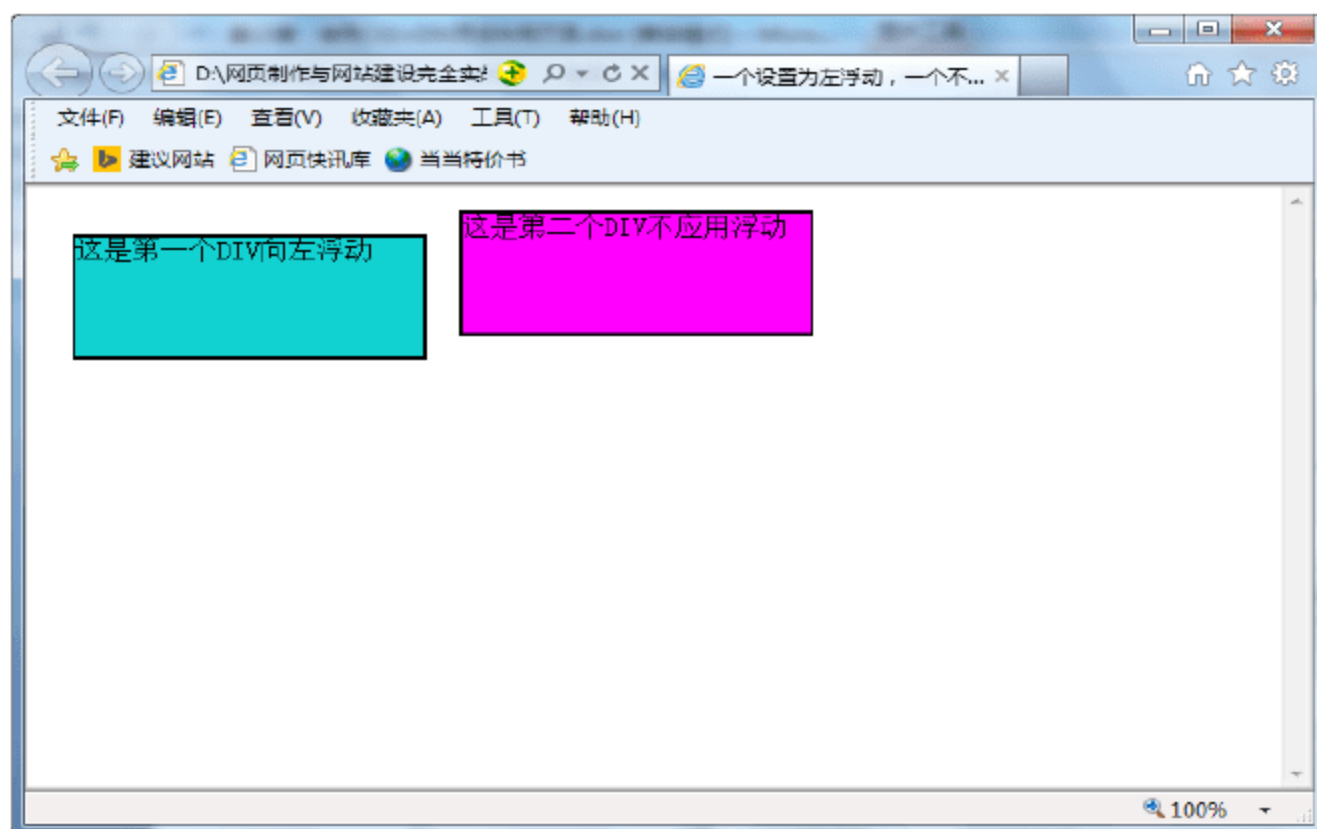 D:\网页制作与网站建设完全实
一个设置为左浮动，一个不...
文件(F) 编辑(E) 查看(V) 收藏夹(A) 工具(T) 帮助(H)
建议网站 网页快讯库 当当特价书
这是第二个DIV不应用浮动
这是第一个DIV向左浮动
100%